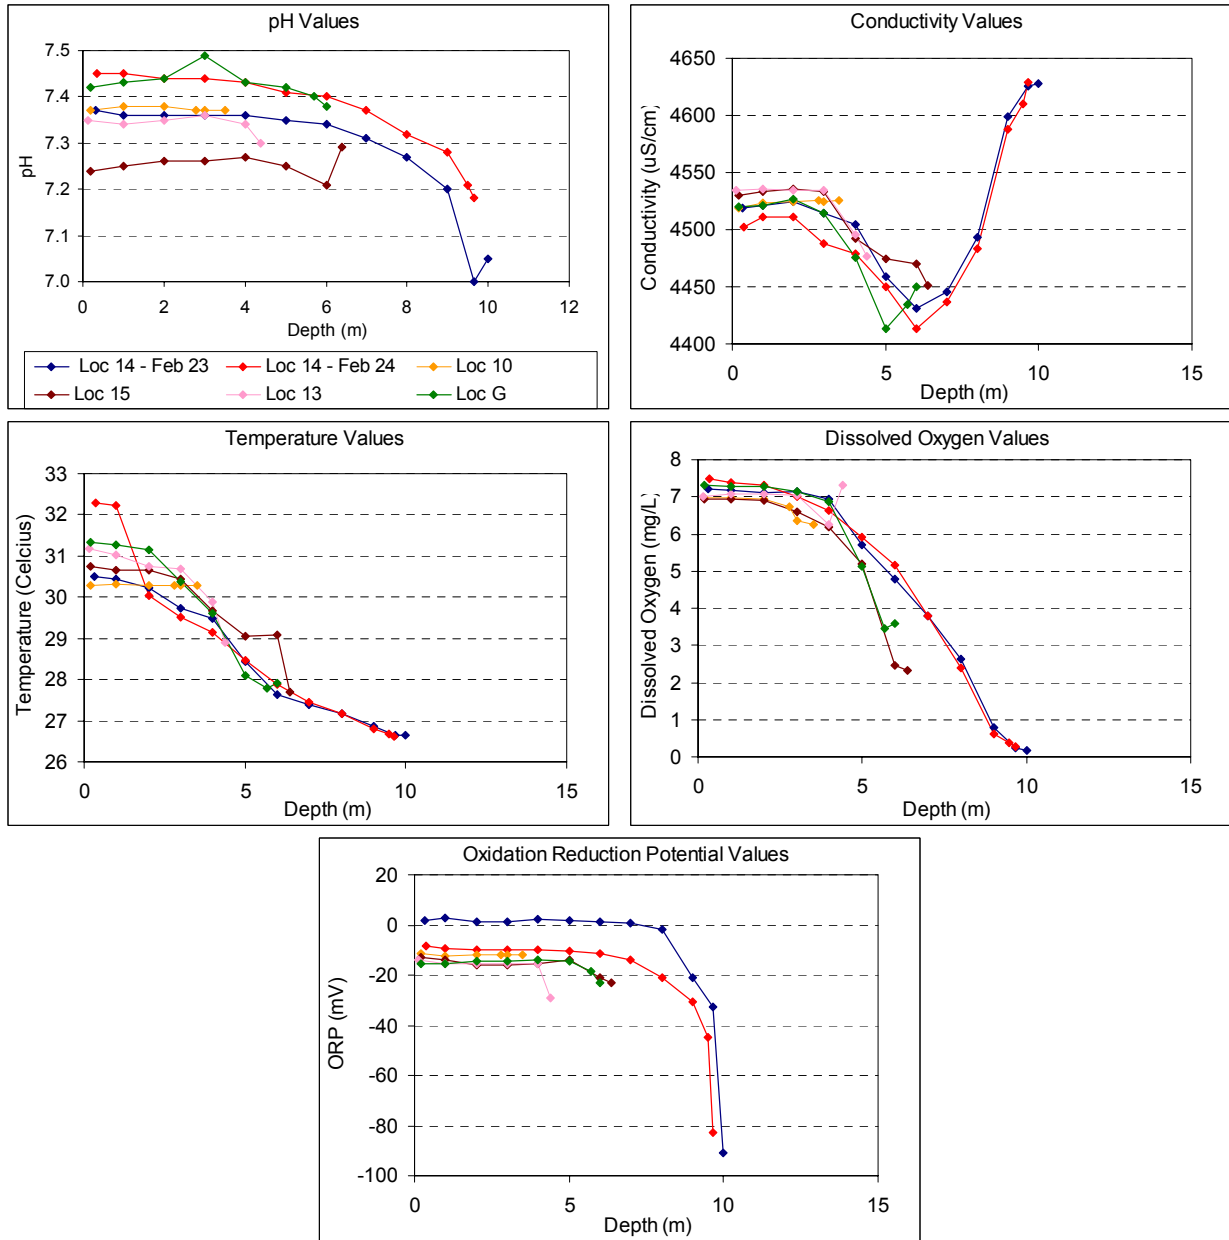 pH Values
7.5
7.4
7.3
7.2
7.1
7.0
pH
0 2 4 6 8 10 12
Depth (m)
Loc 14 - Feb 23 Loc 14 - Feb 24 Loc 10
Loc 15 Loc 13 Loc G
Conductivity Values
4650
4600
4550
4500
4450
4400
Conductivity (uS/cm)
0 5 10 15
Depth (m)
Temperature Values
33
32
31
30
29
28
27
26
Temperature (Celcius)
0 5 10 15
Depth (m)
Dissolved Oxygen Values
8
7
6
5
4
3
2
1
0
Dissolved Oxygen (mg/L)
0 5 10 15
Depth (m)
Oxidation Reduction Potential Values
20
0
-20
-40
-60
-80
-100
ORP (mV)
0 5 10 15
Depth (m)